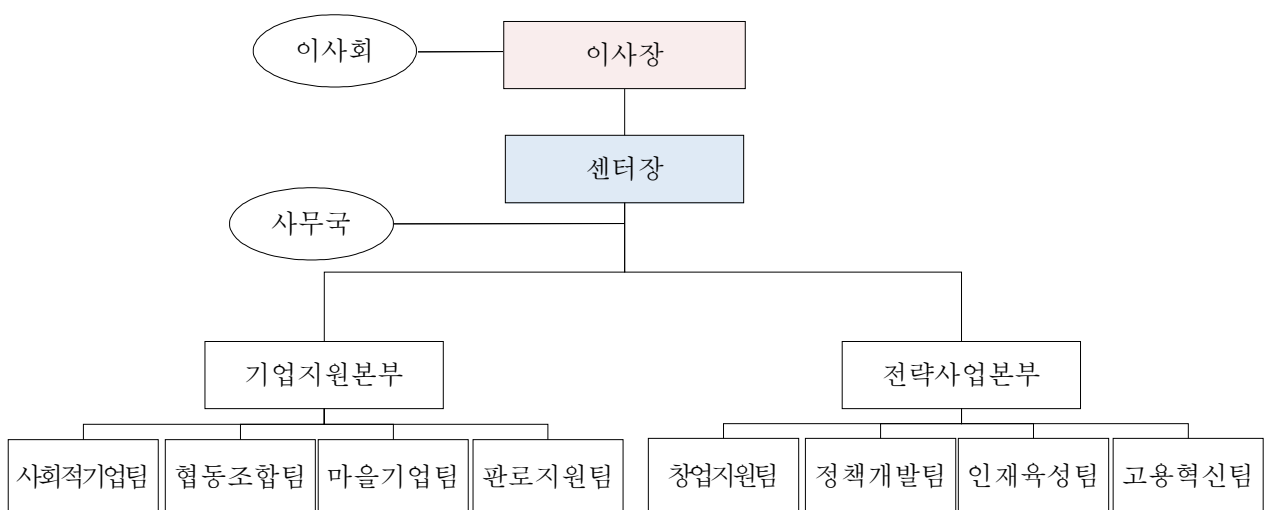 이사회
이사장
센터장
사무국
기업지원본부
전략사업본부
사회적기업팀
협동조합팀
마을기업팀
판로지원팀
창업지원팀
정책개발팀
인재육성팀
고용혁신팀